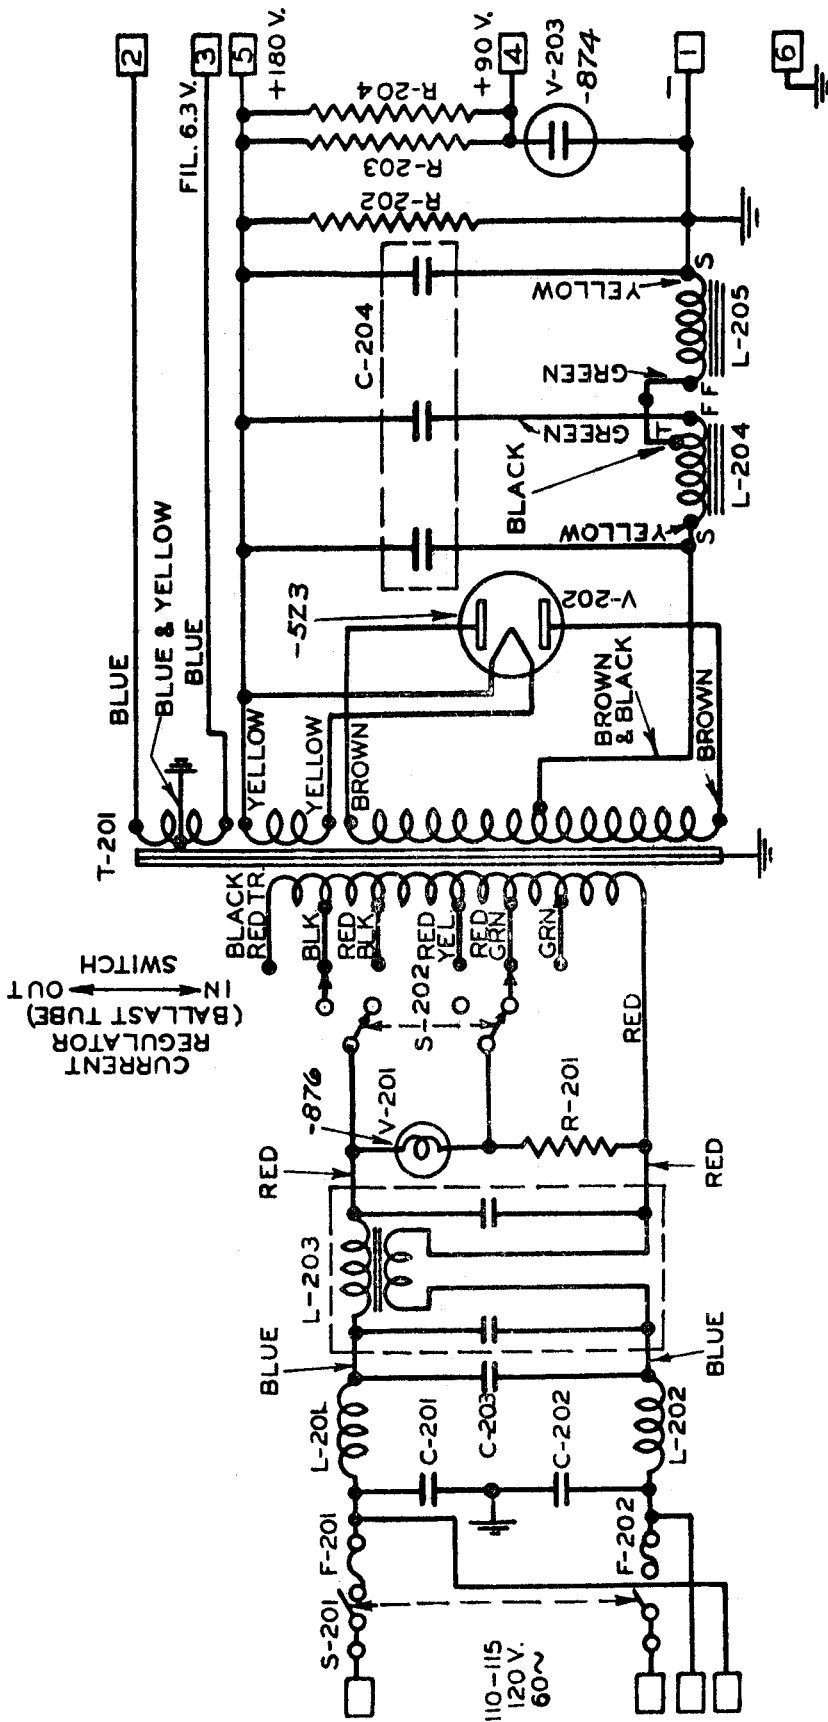 110-115
120 V.
60~
S-201
F-201
F-202
L-201
L-202
C-201
C-203
C-202
BLUE
BLUE
L-203
RED
RED
-876
V-201
R-201
CURRENT
REGULATOR
(BALLAST TUBE)
IN OUT
SWITCH
S-202
RED
BLACK
RED TR.
BLK
RED
BLK
RED
YEL.
RED
GRN
GRN
T-201
BLUE
BLUE & YELLOW
BLUE
YELLOW
YELLOW
BROWN
BROWN
& BLACK
BROWN
-5Z3
V-202
C-204
YELLOW
S
BLACK
T
GREEN
F
L-204
GREEN
F
YELLOW
S
L-205
R-202
R-203
R-204
V-203
-874
FIL. 6.3 V.
+180 V.
+90 V.
–
2
3
5
4
1
6